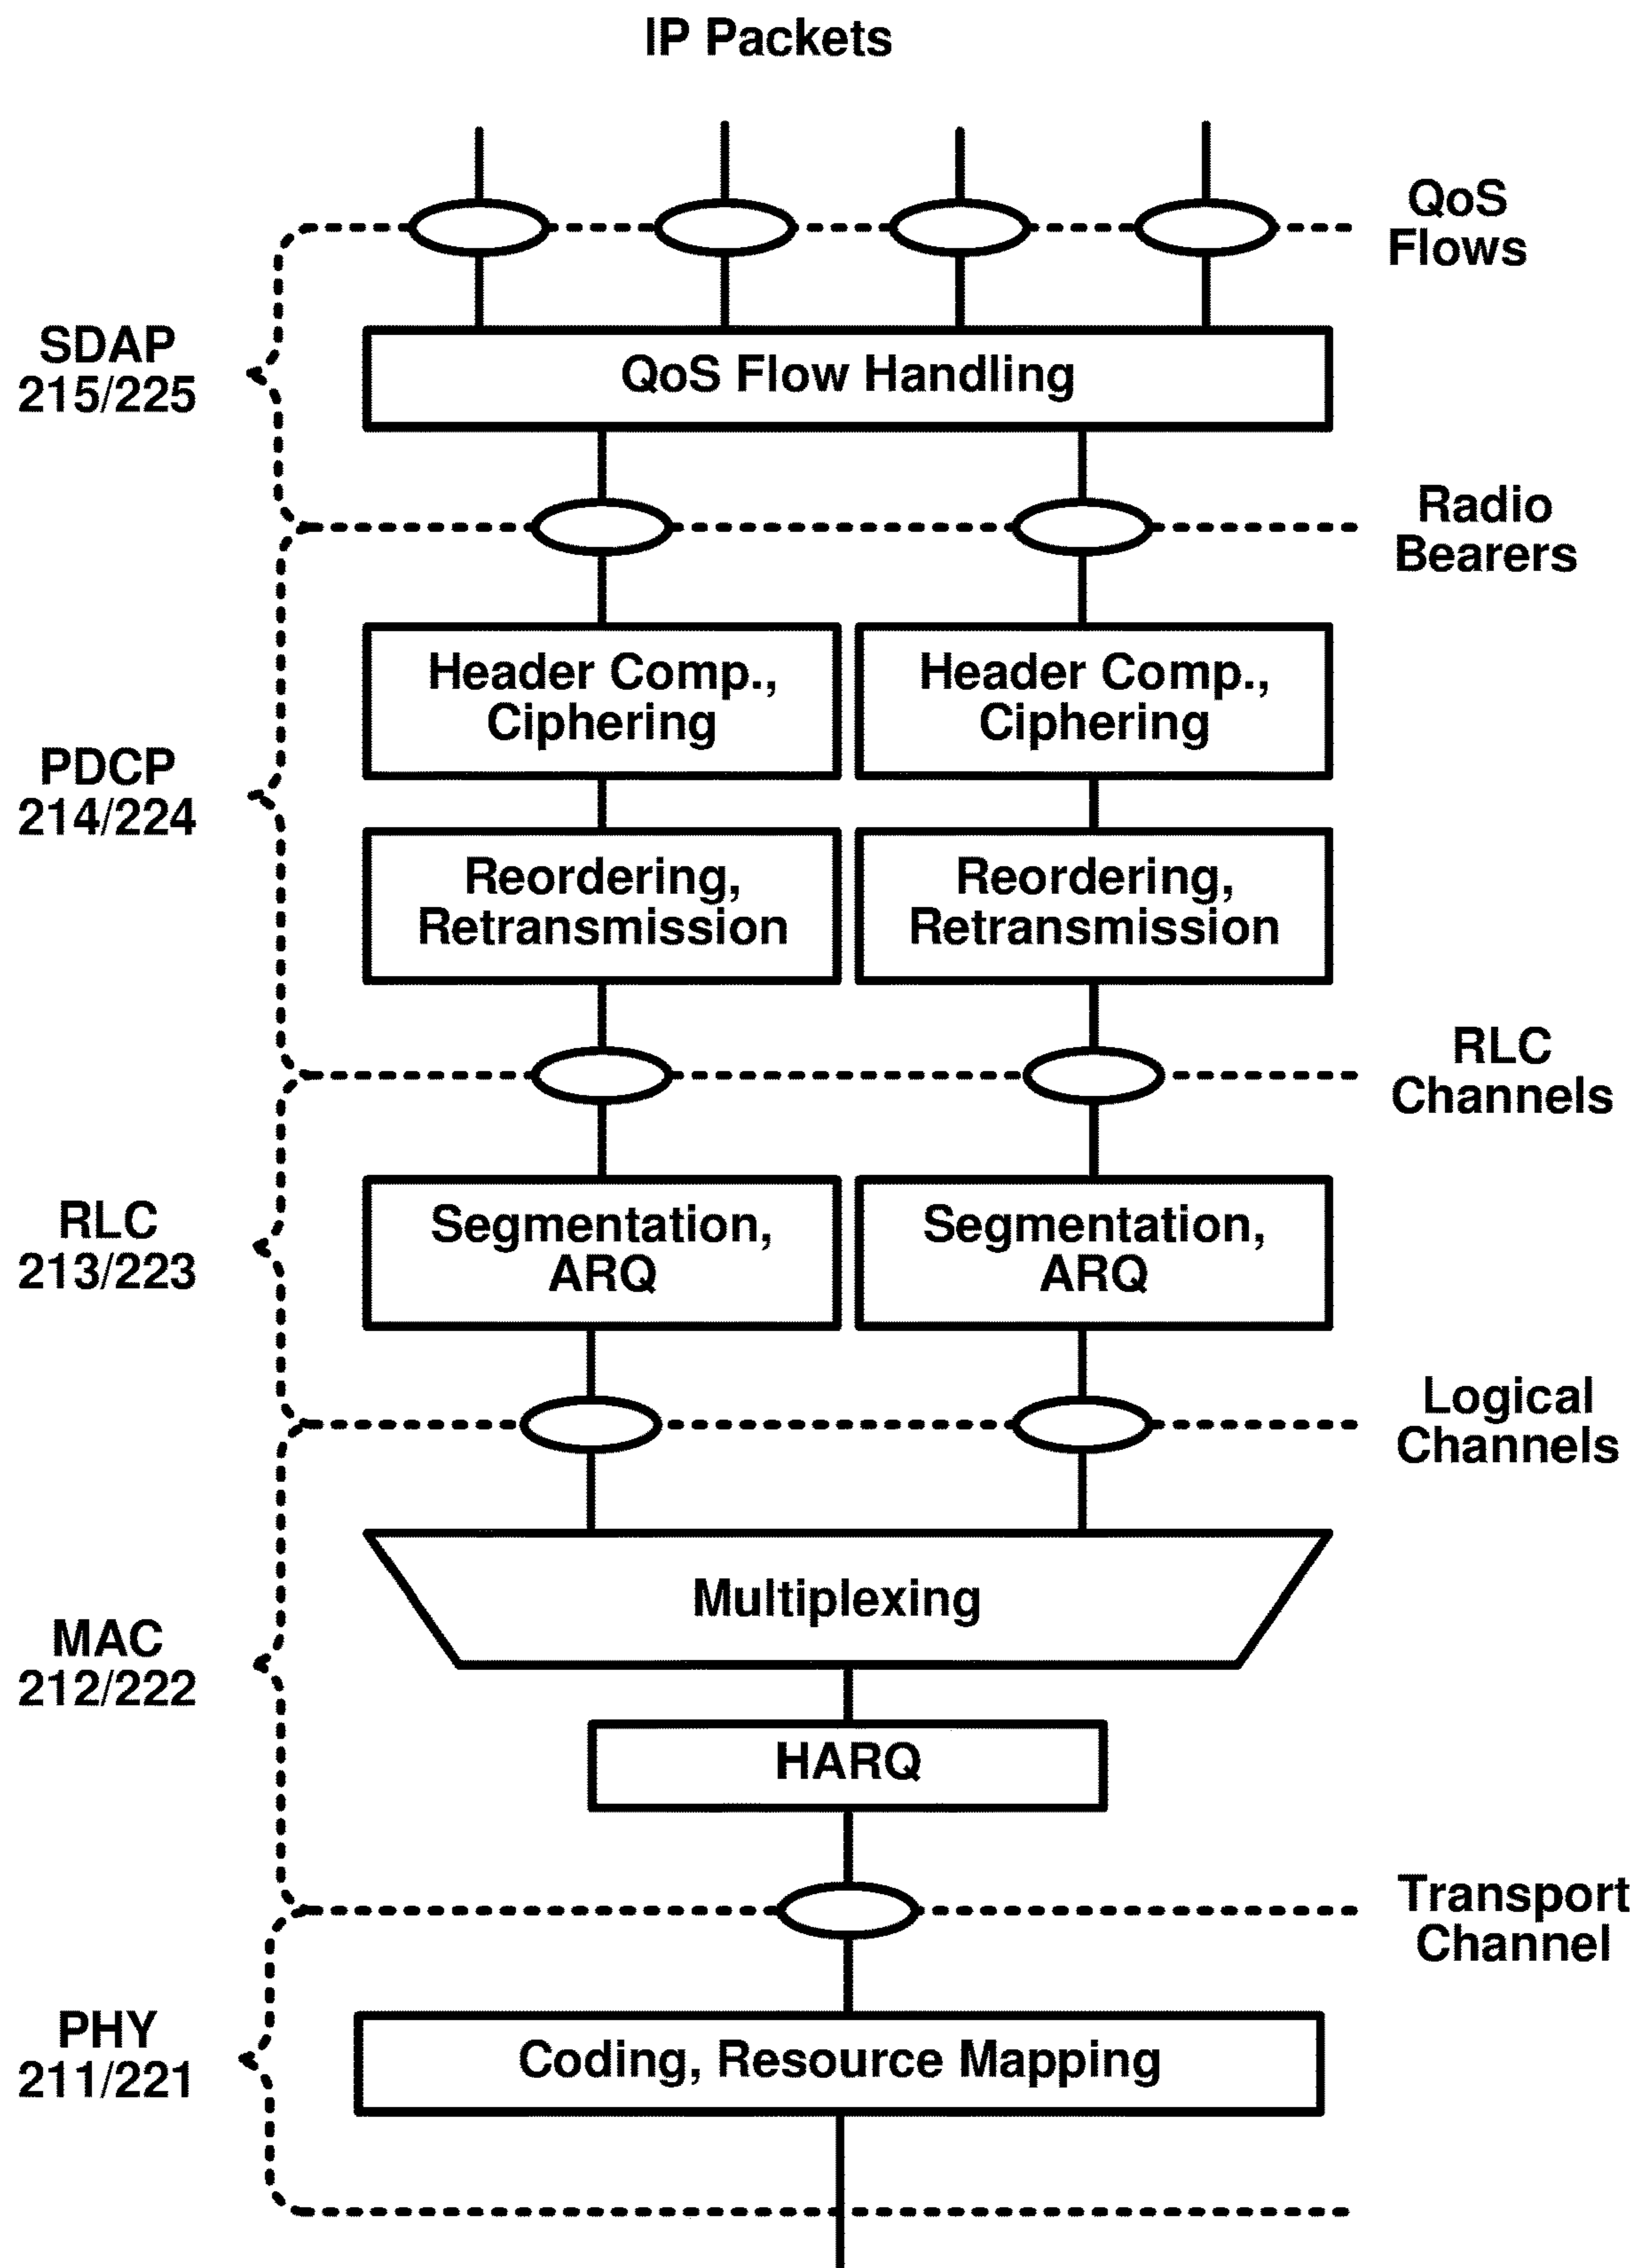 IP Packets
QoS
Flows
SDAP
215/225
QoS Flow Handling
Radio
Bearers
Header Comp.,
Ciphering
Header Comp.,
Ciphering
PDCP
214/224
Reordering,
Retransmission
Reordering,
Retransmission
RLC
Channels
RLC
213/223
Segmentation,
ARQ
Segmentation,
ARQ
Logical
Channels
Multiplexing
MAC
212/222
HARQ
Transport
Channel
PHY
211/221
Coding, Resource Mapping